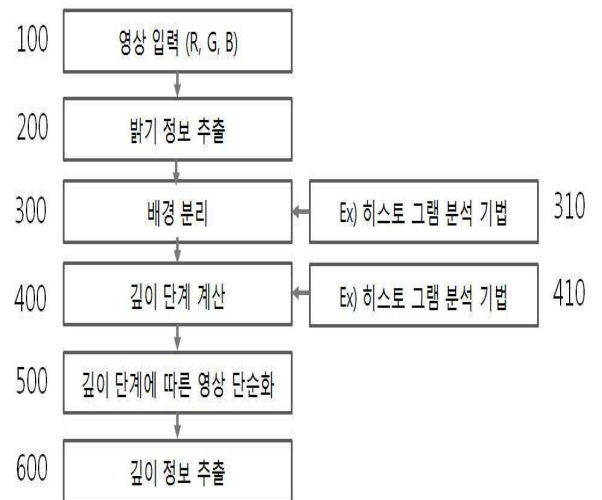 100 영상 입력 (R, G, B)
200 밝기 정보 추출
300 배경 분리 Ex) 히스토 그램 분석 기법 310
400 깊이 단계 계산 Ex) 히스토 그램 분석 기법 410
500 깊이 단계에 따른 영상 단순화
600 깊이 정보 추출